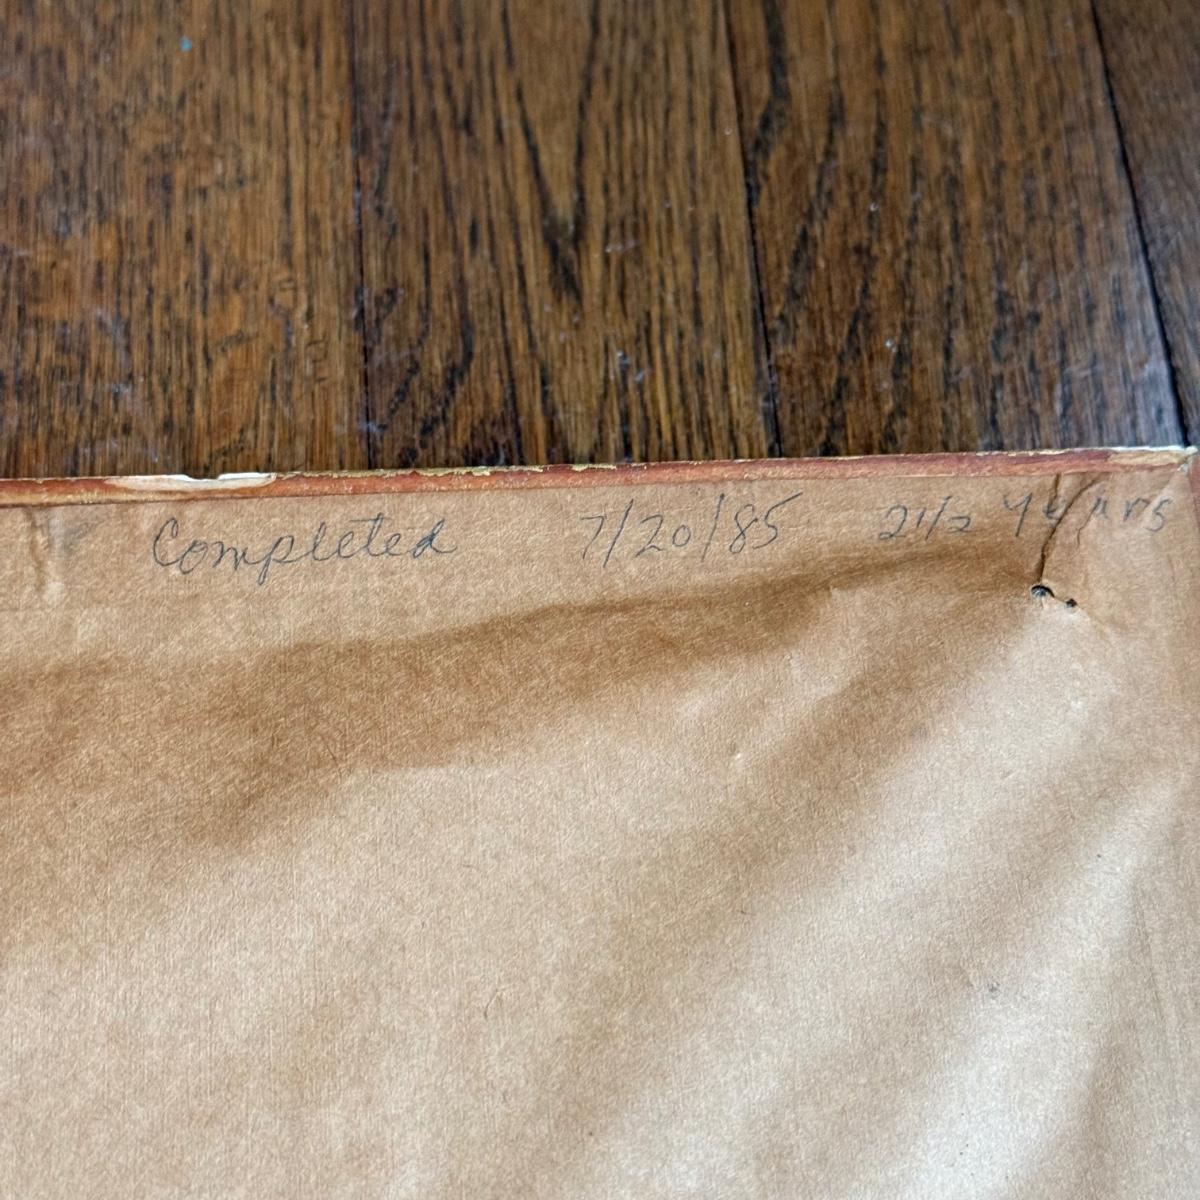 Completed 7/20/85 2 1/2 years